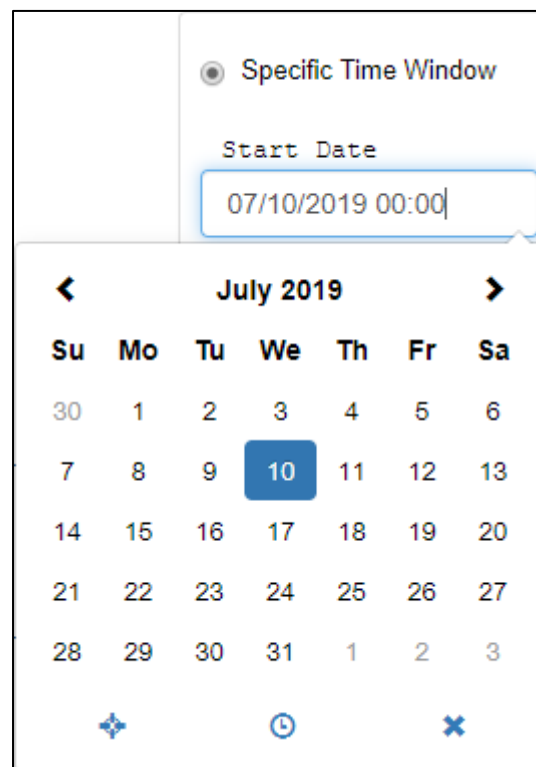 Specific Time Window
Start Date
07/10/2019 00:00
July 2019
Su Mo Tu We Th Fr Sa
30 1 2 3 4 5 6
7 8 9 10 11 12 13
14 15 16 17 18 19 20
21 22 23 24 25 26 27
28 29 30 31 1 2 3